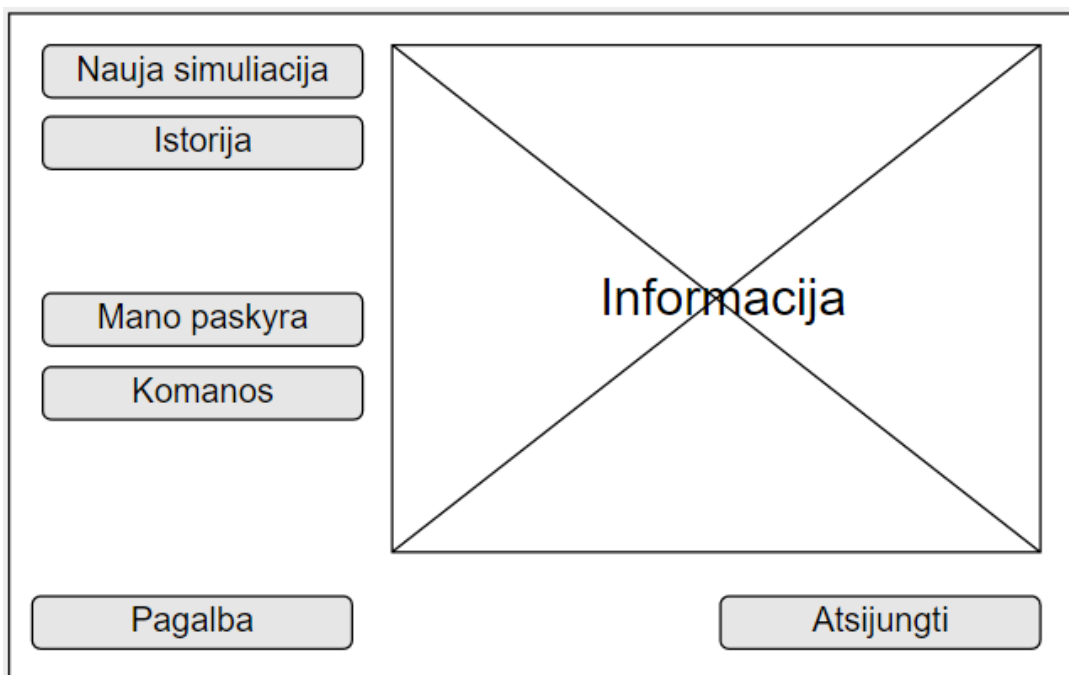 Nauja simuliacija
Istorija
Mano paskyra
Komanos
Informacija
Pagalba
Atsijungti